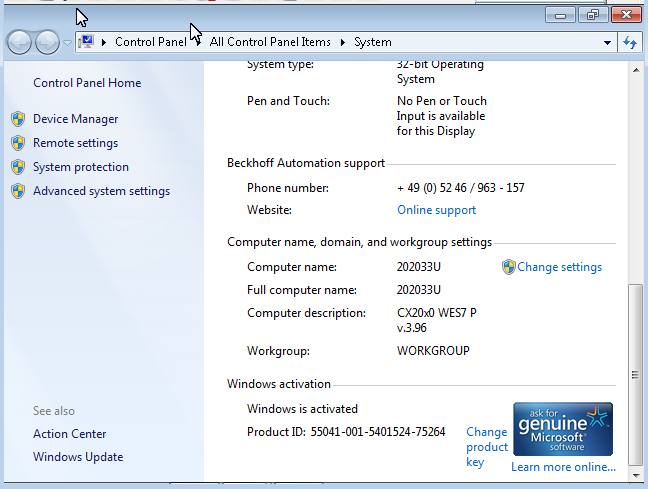 Control Panel All Control Panel Items System
Control Panel Home
Device Manager
Remote settings
System protection
Advanced system settings
See also
Action Center
Windows Update
System type: 32-bit Operating
System
Pen and Touch: No Pen or Touch
Input is available
for this Display
Beckhoff Automation support
Phone number: + 49 (0) 52 46 / 963 - 157
Website: Online support
Computer name, domain, and workgroup settings
Computer name: 202033U Change settings
Full computer name: 202033U
Computer description: CX20x0 WES7 P
v.3.96
Workgroup: WORKGROUP
Windows activation
Windows is activated
Product ID: 55041-001-5401524-75264 Change
product
key
ask for
genuine
Microsoft
software
Learn more online...